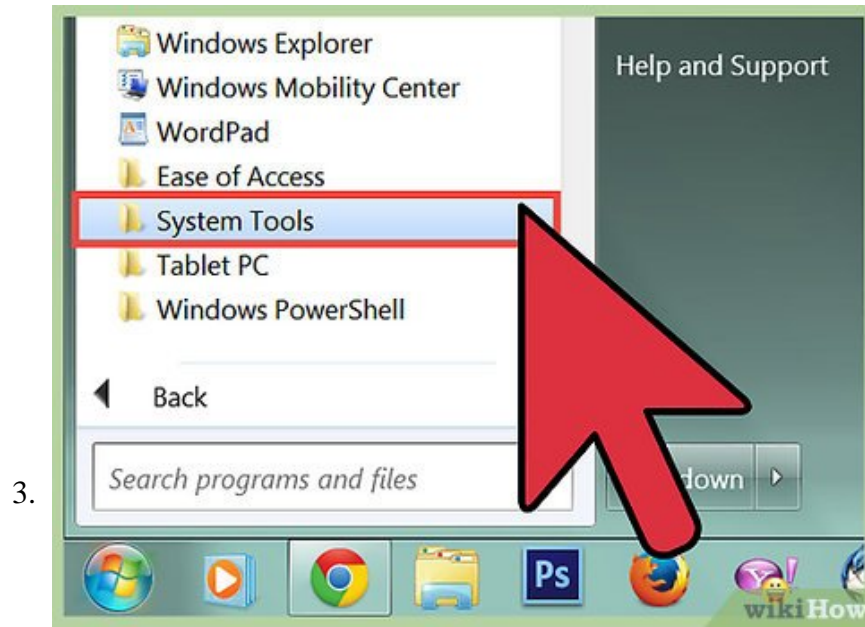 Windows Explorer
Windows Mobility Center
WordPad
Ease of Access
System Tools
Tablet PC
Windows PowerShell
Back
Search programs and files
Help and Support
down
3.
Ps
Y!
wikiHow